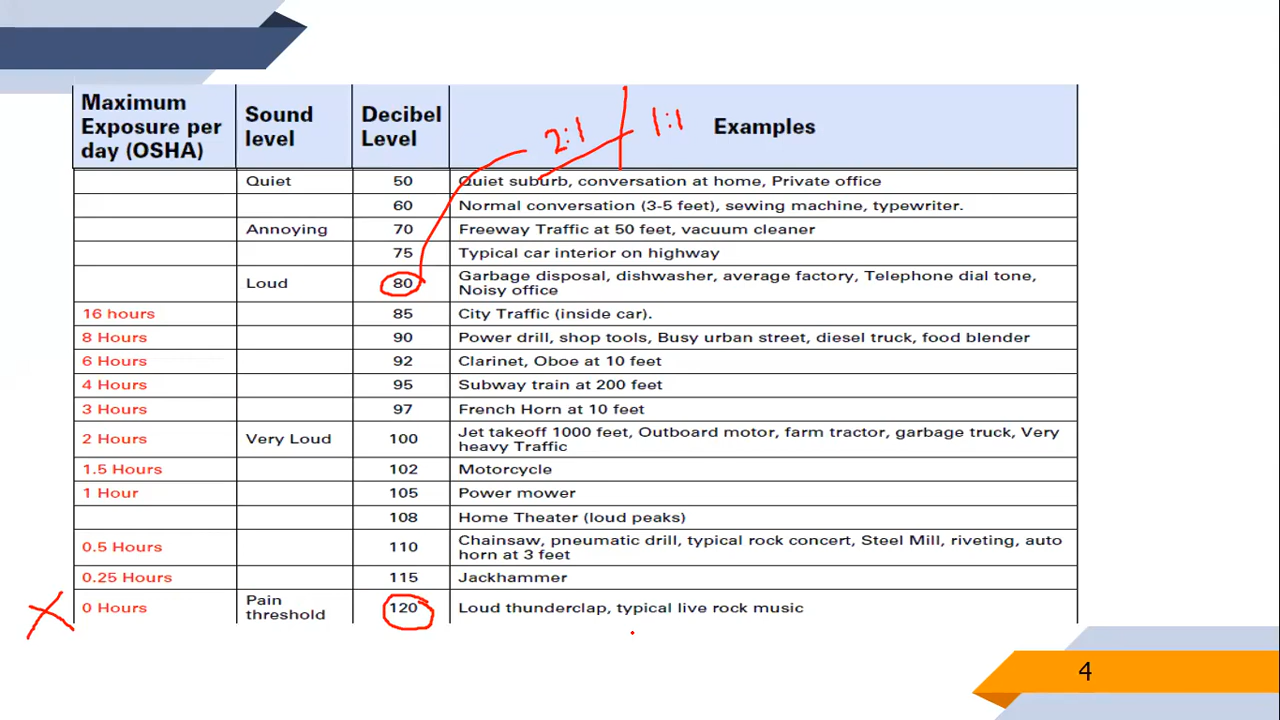 Maximum Exposure per day (OSHA) Sound level Decibel Level 2:1 1:1 Examples
Quiet 50 Quiet suburb, conversation at home, Private office
60 Normal conversation (3-5 feet), sewing machine, typewriter.
Annoying 70 Freeway Traffic at 50 feet, vacuum cleaner
75 Typical car interior on highway
Loud 80 Garbage disposal, dishwasher, average factory, Telephone dial tone,
Noisy office
16 hours 85 City Traffic (inside car).
8 Hours 90 Power drill, shop tools, Busy urban street, diesel truck, food blender
6 Hours 92 Clarinet, Oboe at 10 feet
4 Hours 95 Subway train at 200 feet
3 Hours 97 French Horn at 10 feet
2 Hours Very Loud 100 Jet takeoff 1000 feet, Outboard motor, farm tractor, garbage truck, Very
heavy Traffic
1.5 Hours 102 Motorcycle
1 Hour 105 Power mower
108 Home Theater (loud peaks)
0.5 Hours 110 Chainsaw, pneumatic drill, typical rock concert, Steel Mill, riveting, auto
horn at 3 feet
0.25 Hours 115 Jackhammer
0 Hours Pain threshold 120 Loud thunderclap, typical live rock music
4